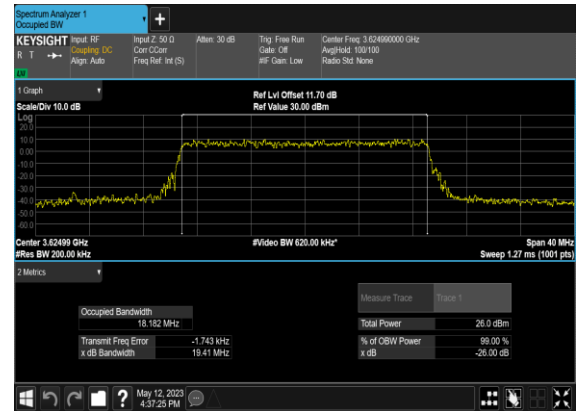 Spectrum Analyzer 1
Occupied BW
+
KEYSIGHT Input: RF Input Z: 50 Ω Atten: 30 dB Trig: Free Run Center Freq: 3.624990000 GHz
R T Coupling: DC Corr CCorr Gate: Off Avg|Hold: 100/100
Align: Auto Freq Ref: Int (S) #IF Gain: Low Radio Std: None
LXI
1 Graph
Ref Lvl Offset 11.70 dB
Scale/Div 10.0 dB Ref Value 30.00 dBm
Log
20.0
10.0
0.00
-10.0
-20.0
-30.0
-40.0
-50.0
-60.0
Center 3.62499 GHz #Video BW 620.00 kHz* Span 40 MHz
#Res BW 200.00 kHz Sweep 1.27 ms (1001 pts)
2 Metrics
Measure Trace Trace 1
Occupied Bandwidth
18.182 MHz Total Power 26.0 dBm
Transmit Freq Error -1.743 kHz % of OBW Power 99.00 %
x dB Bandwidth 19.41 MHz x dB -26.00 dB
? May 12, 2023
4:37:25 PM